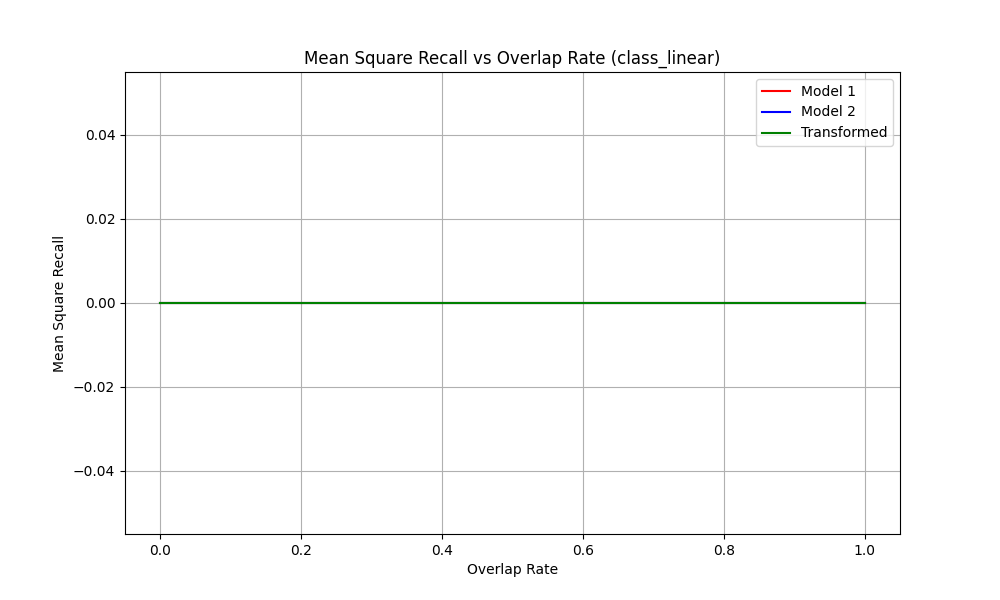 Mean Square Recall vs Overlap Rate (class_linear)
Model 1
Model 2
Transformed
0.04
0.02
0.00
−0.02
−0.04
Mean Square Recall
0.0 0.2 0.4 0.6 0.8 1.0
Overlap Rate